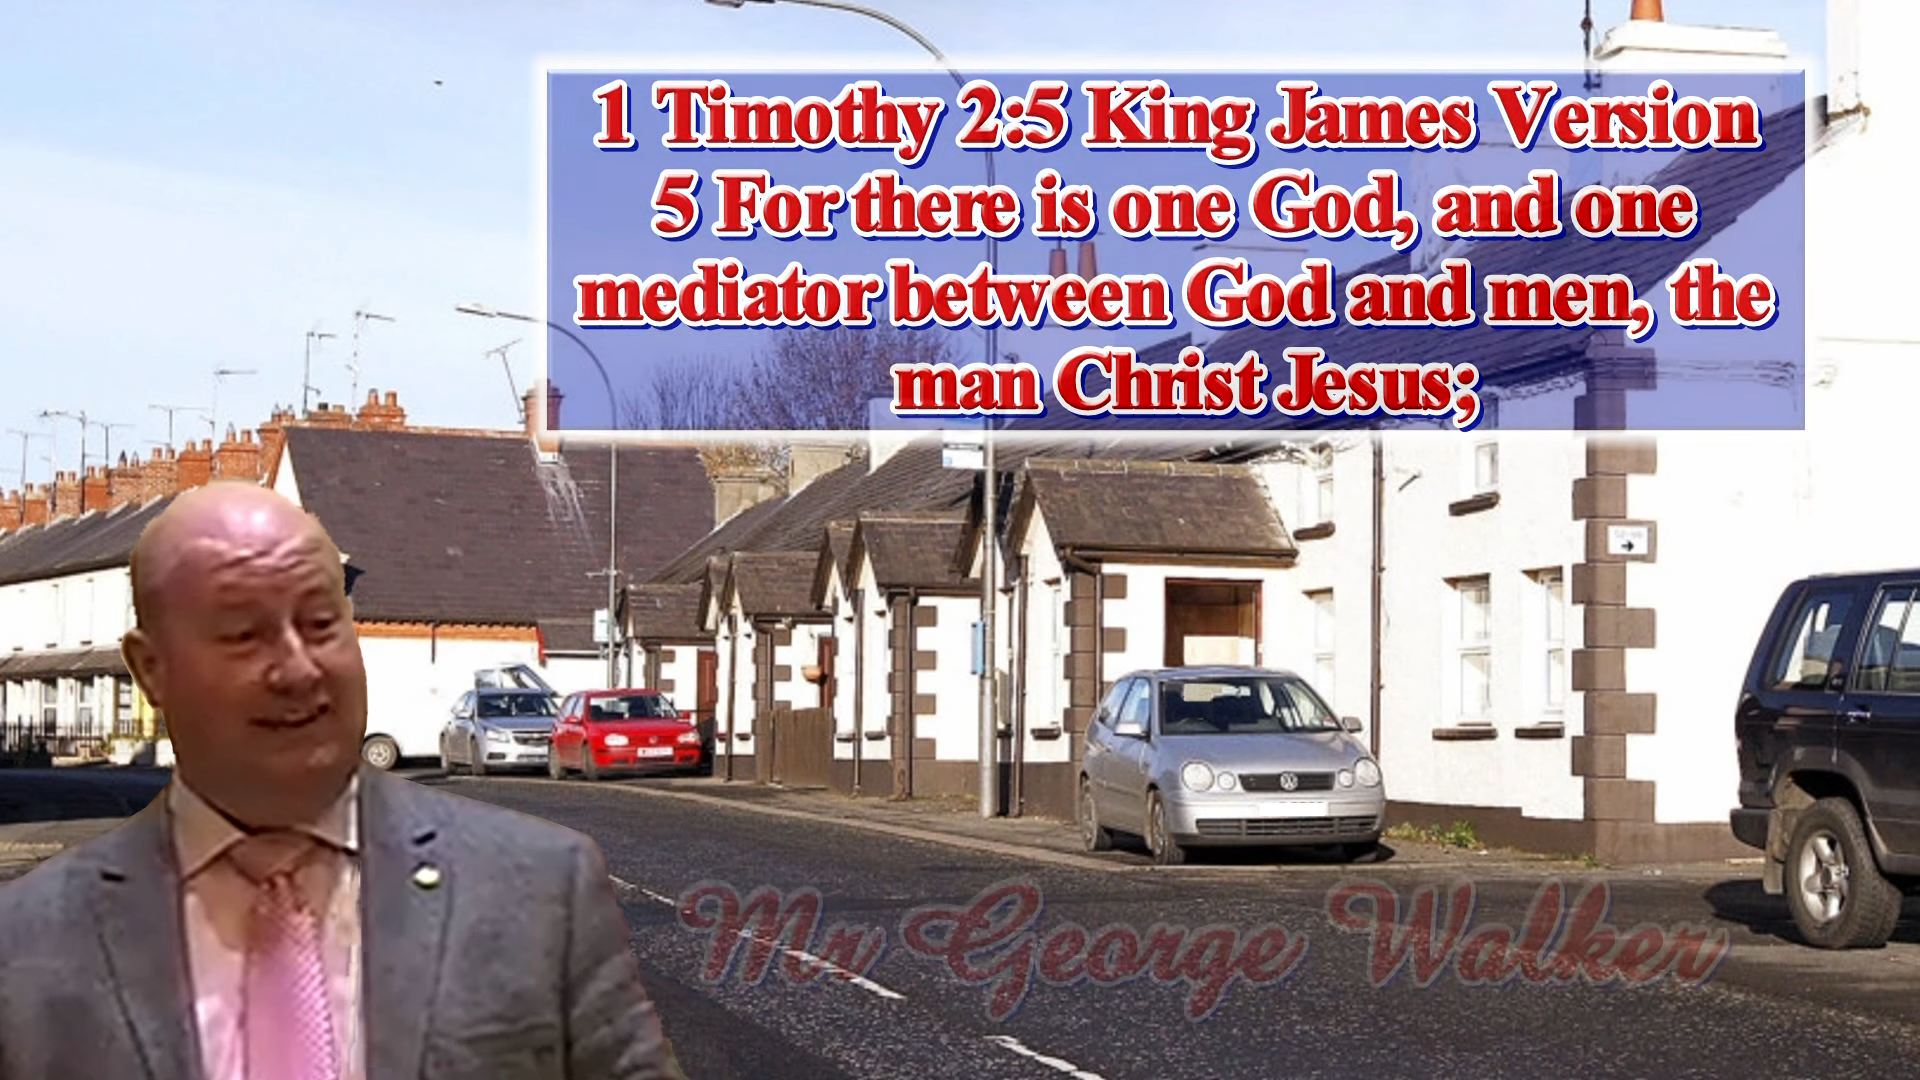 1 Timothy 2:5 King James Version
5 For there is one God, and one
mediator between God and men, the
man Christ Jesus;
Mr George Walker